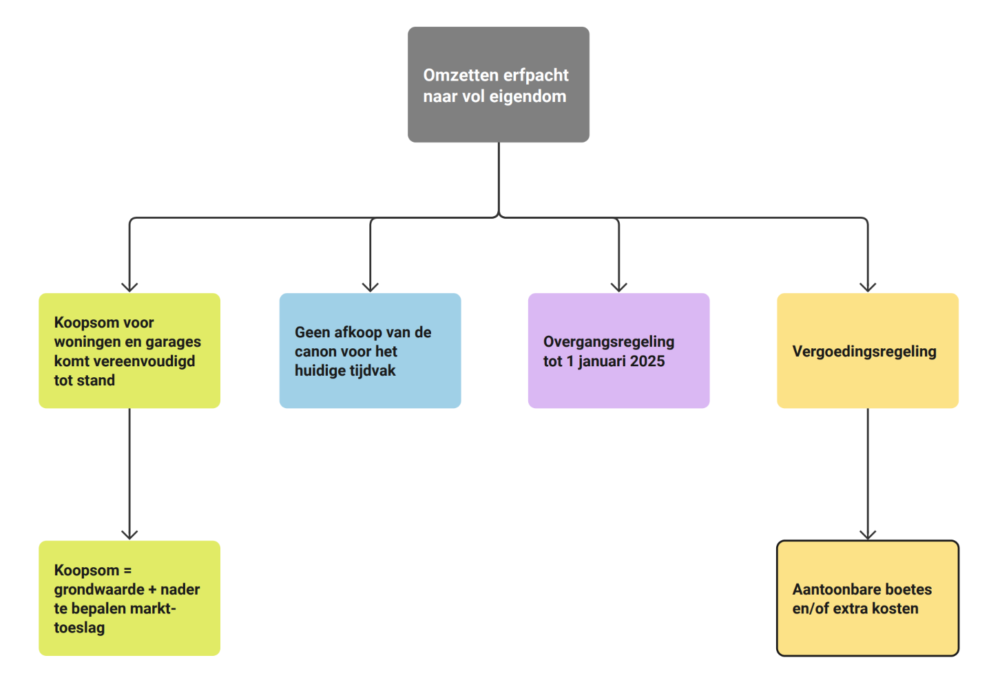 Omzetten erfpacht
naar vol eigendom
Koopsom voor
woningen en garages
komt vereenvoudigd
tot stand
Geen afkoop van de
canon voor het
huidige tijdvak
Overgangsregeling
tot 1 januari 2025
Vergoedingsregeling
Koopsom =
grondwaarde + nader
te bepalen markt-
toeslag
Aantoonbare boetes
en/of extra kosten